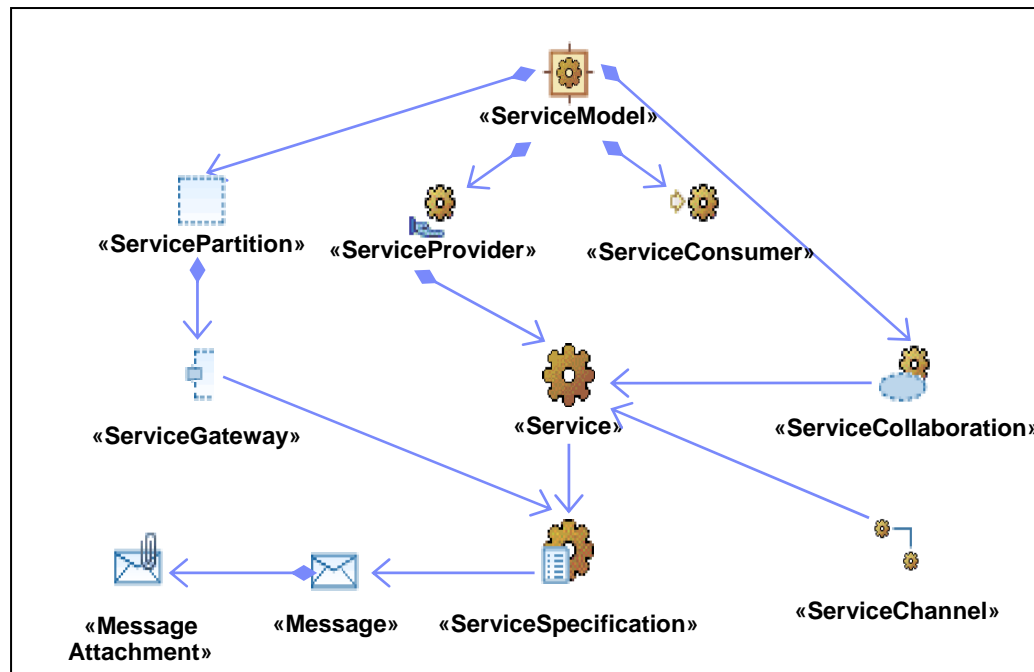 «ServiceModel»
«ServicePartition»
«ServiceProvider»
«ServiceConsumer»
«ServiceGateway»
«Service»
«ServiceCollaboration»
«Message
Attachment»
«Message»
«ServiceSpecification»
«ServiceChannel»